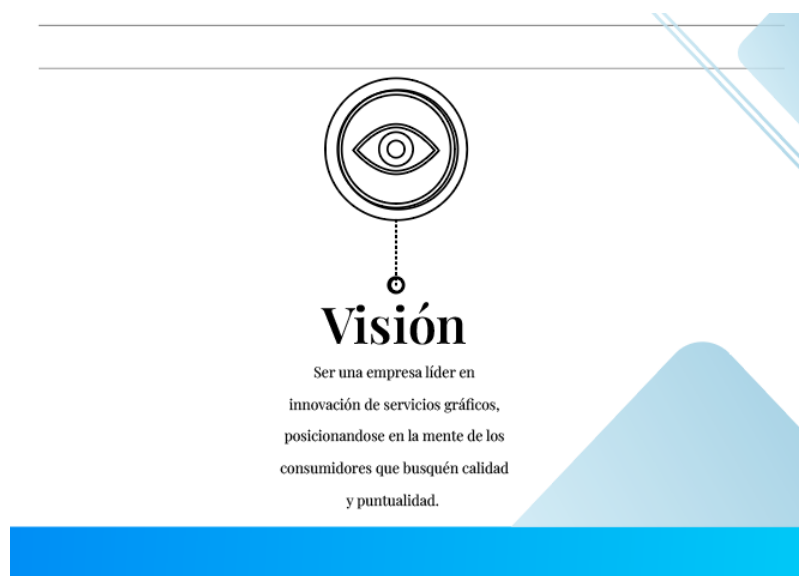 Visión
Ser una empresa líder en
innovación de servicios gráficos,
posicionandose en la mente de los
consumidores que busquén calidad
y puntualidad.